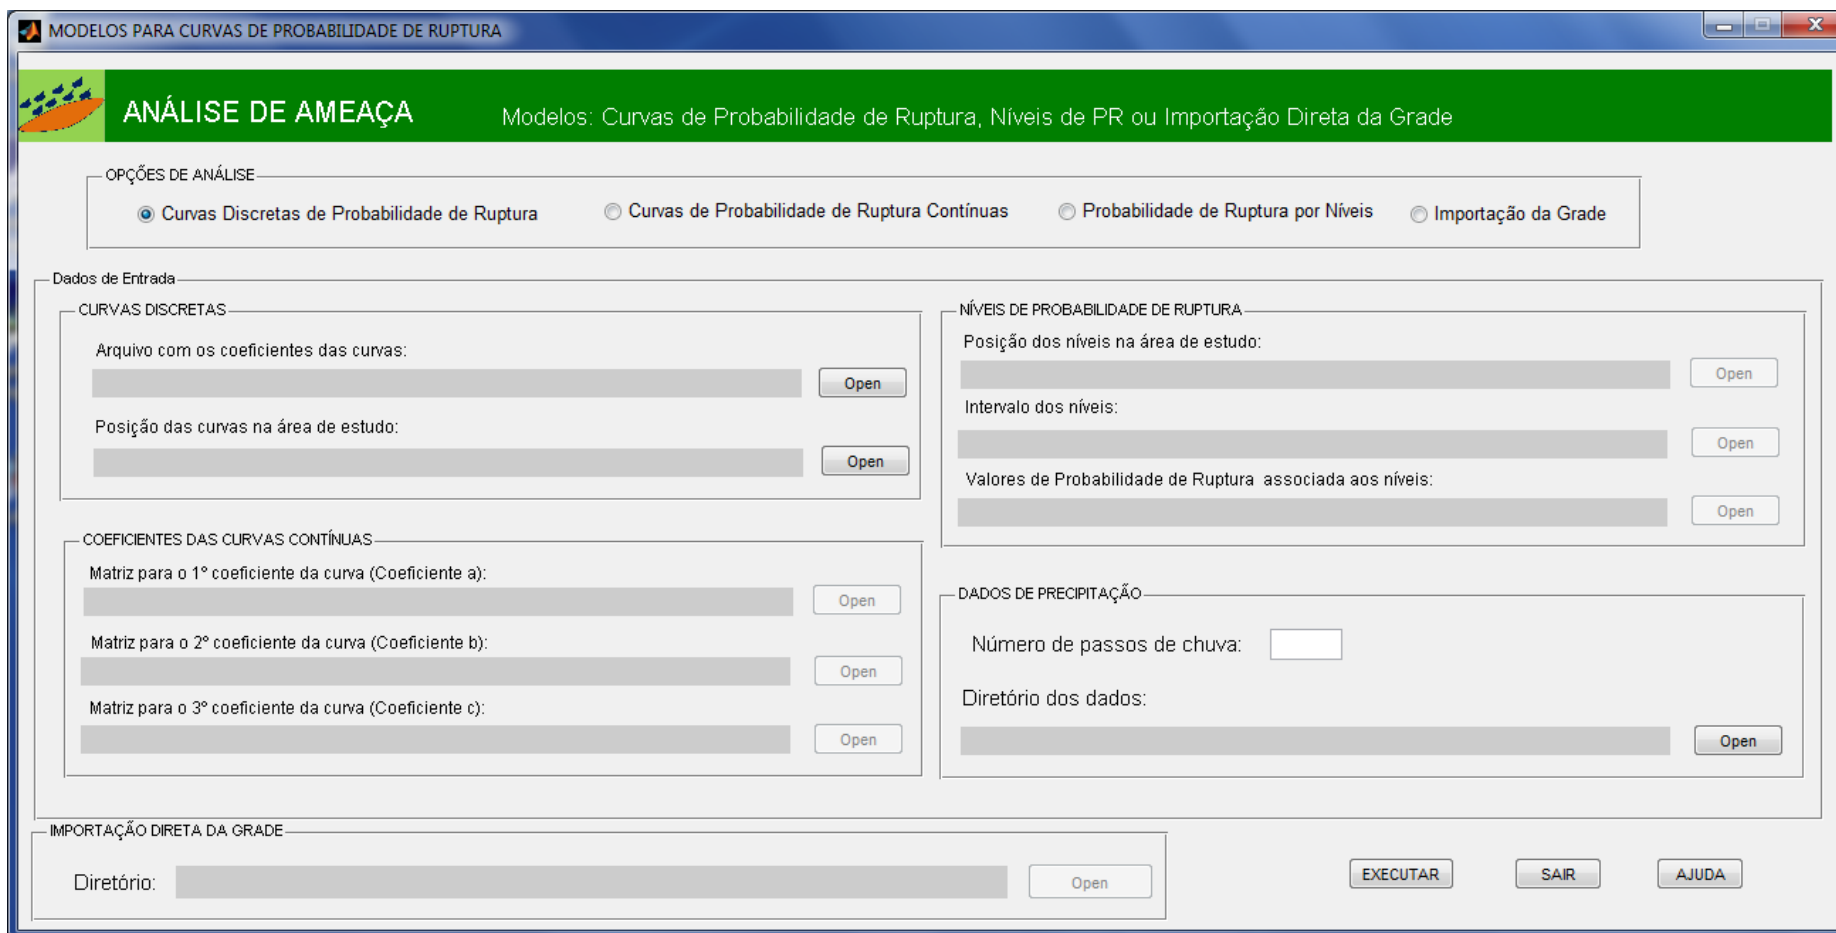 MODELOS PARA CURVAS DE PROBABILIDADE DE RUPTURA
ANÁLISE DE AMEAÇA
Modelos: Curvas de Probabilidade de Ruptura, Níveis de PR ou Importação Direta da Grade
OPÇÕES DE ANÁLISE
Curvas Discretas de Probabilidade de Ruptura
Curvas de Probabilidade de Ruptura Contínuas
Probabilidade de Ruptura por Níveis
Importação da Grade
Dados de Entrada
CURVAS DISCRETAS
Arquivo com os coeficientes das curvas:
Open
Posição das curvas na área de estudo:
Open
COEFICIENTES DAS CURVAS CONTÍNUAS
Matriz para o 1º coeficiente da curva (Coeficiente a):
Open
Matriz para o 2º coeficiente da curva (Coeficiente b):
Open
Matriz para o 3º coeficiente da curva (Coeficiente c):
Open
NÍVEIS DE PROBABILIDADE DE RUPTURA
Posição dos níveis na área de estudo:
Open
Intervalo dos níveis:
Open
Valores de Probabilidade de Ruptura associada aos níveis:
Open
DADOS DE PRECIPITAÇÃO
Número de passos de chuva:
Diretório dos dados:
Open
IMPORTAÇÃO DIRETA DA GRADE
Diretório:
Open
EXECUTAR
SAIR
AJUDA